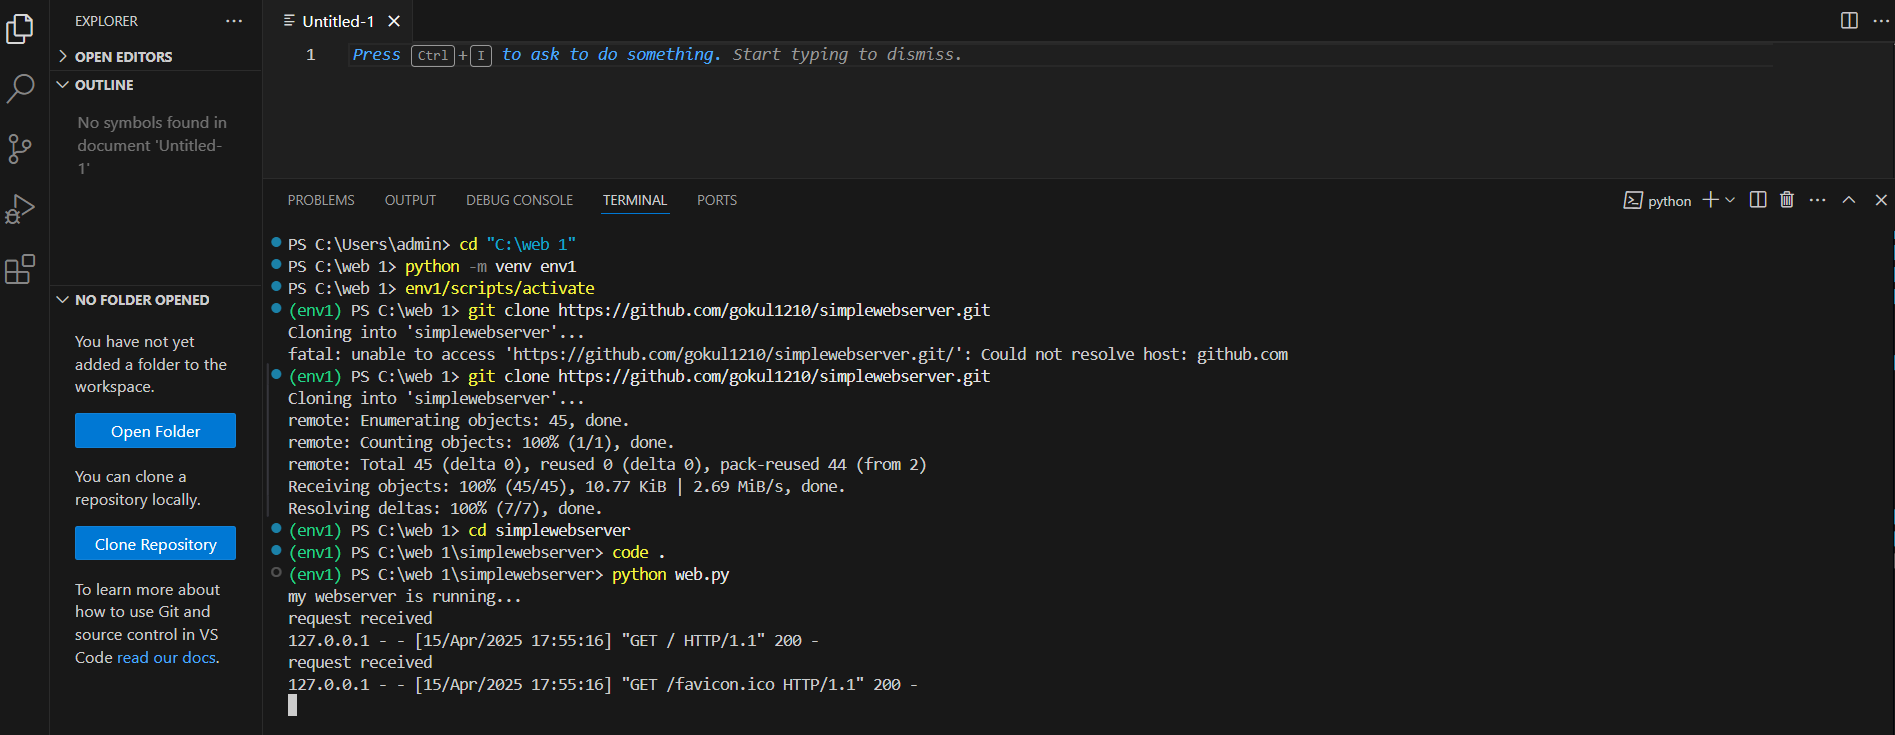 EXPLORER
OPEN EDITORS
OUTLINE
No symbols found in
document 'Untitled-
1'
NO FOLDER OPENED
You have not yet
added a folder to the
workspace.
Open Folder
You can clone a
repository locally.
Clone Repository
To learn more about
how to use Git and
source control in VS
Code read our docs.
Untitled-1
1 Press Ctrl+I to ask to do something. Start typing to dismiss.
PROBLEMS OUTPUT DEBUG CONSOLE TERMINAL PORTS
python
PS C:\Users\admin> cd "C:\web 1"
PS C:\web 1> python -m venv env1
PS C:\web 1> env1/scripts/activate
(env1) PS C:\web 1> git clone https://github.com/gokul1210/simplewebserver.git
Cloning into 'simplewebserver'...
fatal: unable to access 'https://github.com/gokul1210/simplewebserver.git/': Could not resolve host: github.com
(env1) PS C:\web 1> git clone https://github.com/gokul1210/simplewebserver.git
Cloning into 'simplewebserver'...
remote: Enumerating objects: 45, done.
remote: Counting objects: 100% (1/1), done.
remote: Total 45 (delta 0), reused 0 (delta 0), pack-reused 44 (from 2)
Receiving objects: 100% (45/45), 10.77 KiB | 2.69 MiB/s, done.
Resolving deltas: 100% (7/7), done.
(env1) PS C:\web 1> cd simplewebserver
(env1) PS C:\web 1\simplewebserver> code .
(env1) PS C:\web 1\simplewebserver> python web.py
my webserver is running...
request received
127.0.0.1 - - [15/Apr/2025 17:55:16] "GET / HTTP/1.1" 200 -
request received
127.0.0.1 - - [15/Apr/2025 17:55:16] "GET /favicon.ico HTTP/1.1" 200 -